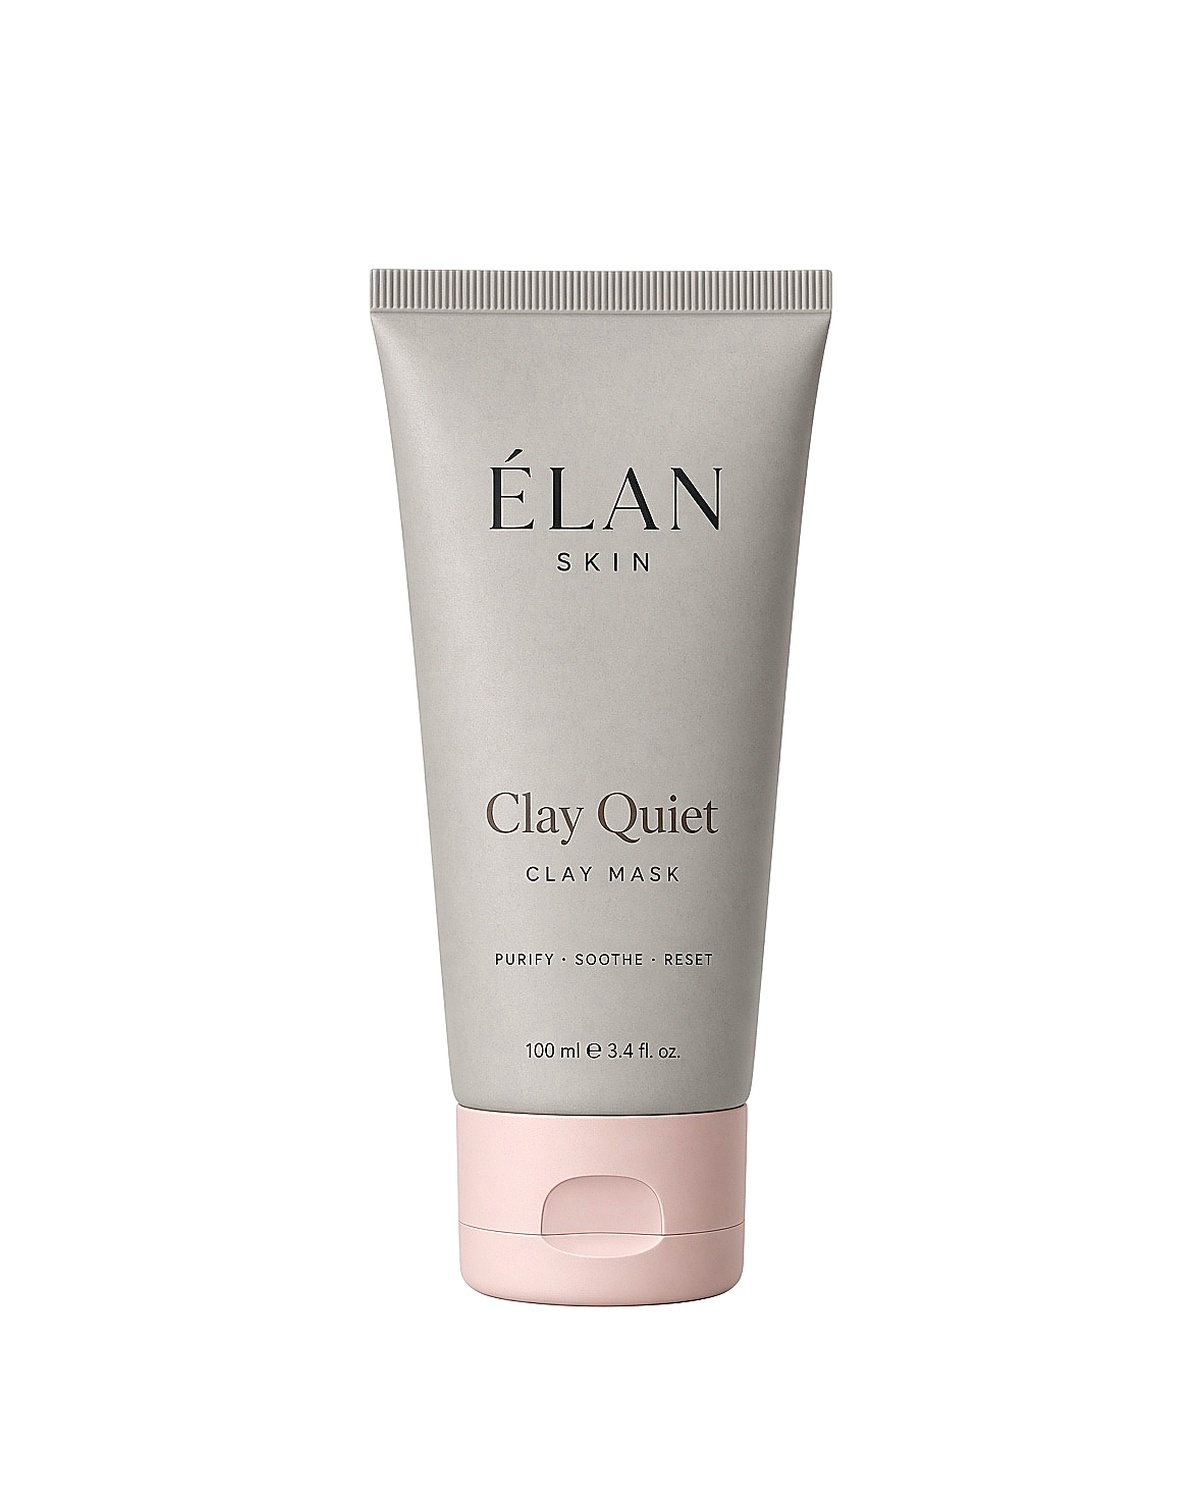 ÉLAN
SKIN
Clay Quiet
CLAY MASK
PURIFY · SOOTHE · RESET
100 ml ℮ 3.4 fl. oz.